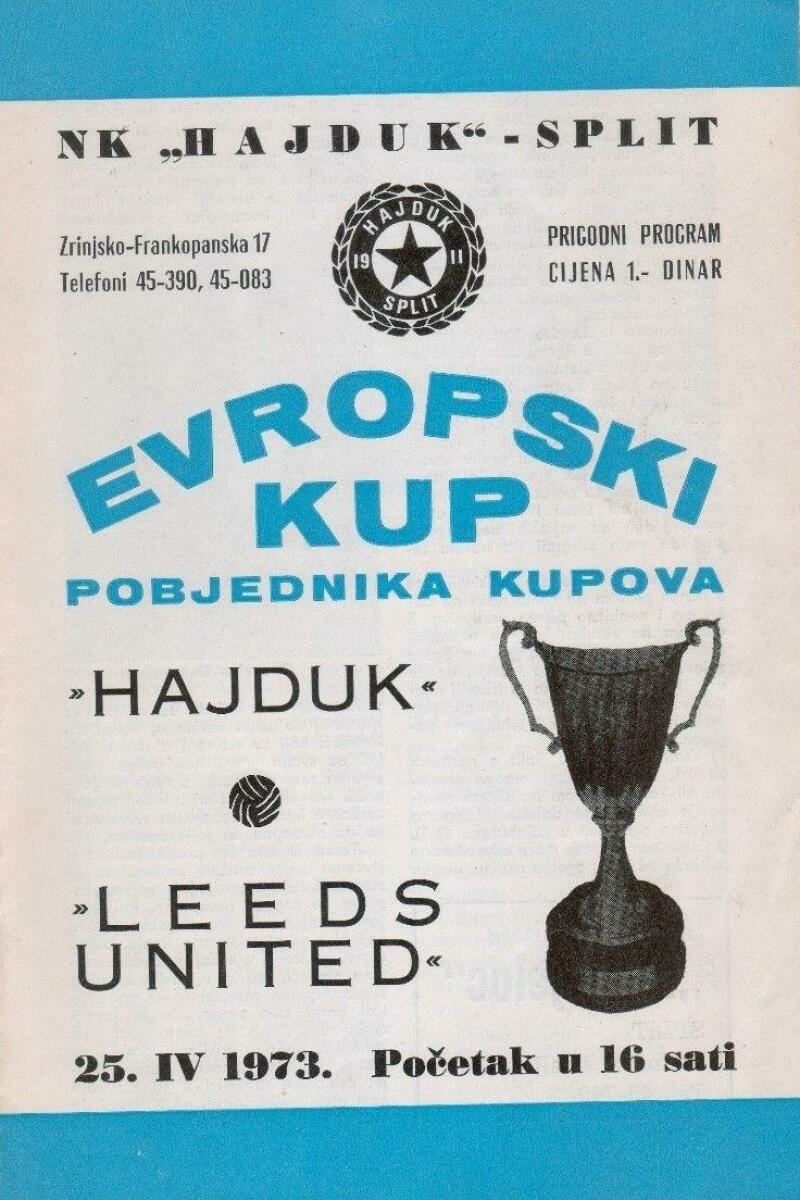 NK „HAJDUK“ - SPLIT
Zrinjsko-Frankopanska 17
Telefoni 45-390, 45-083
HAJDUK
19 11
SPLIT
PRIGODNI PROGRAM
CIJENA 1.- DINAR
EVROPSKI
KUP
POBJEDNIKA KUPOVA
»HAJDUK«
»LEEDS
UNITED«
25. IV 1973. Početak u 16 sati